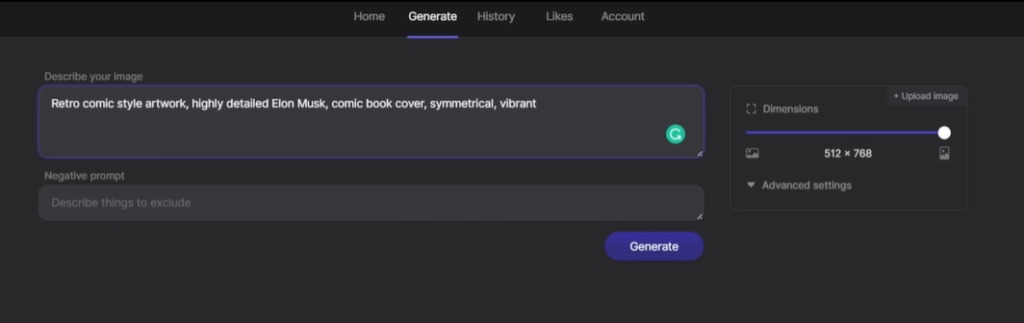 Home Generate History Likes Account
Describe your image
Retro comic style artwork, highly detailed Elon Musk, comic book cover, symmetrical, vibrant
+ Upload image
Dimensions
512 × 768
Advanced settings
Negative prompt
Describe things to exclude
Generate